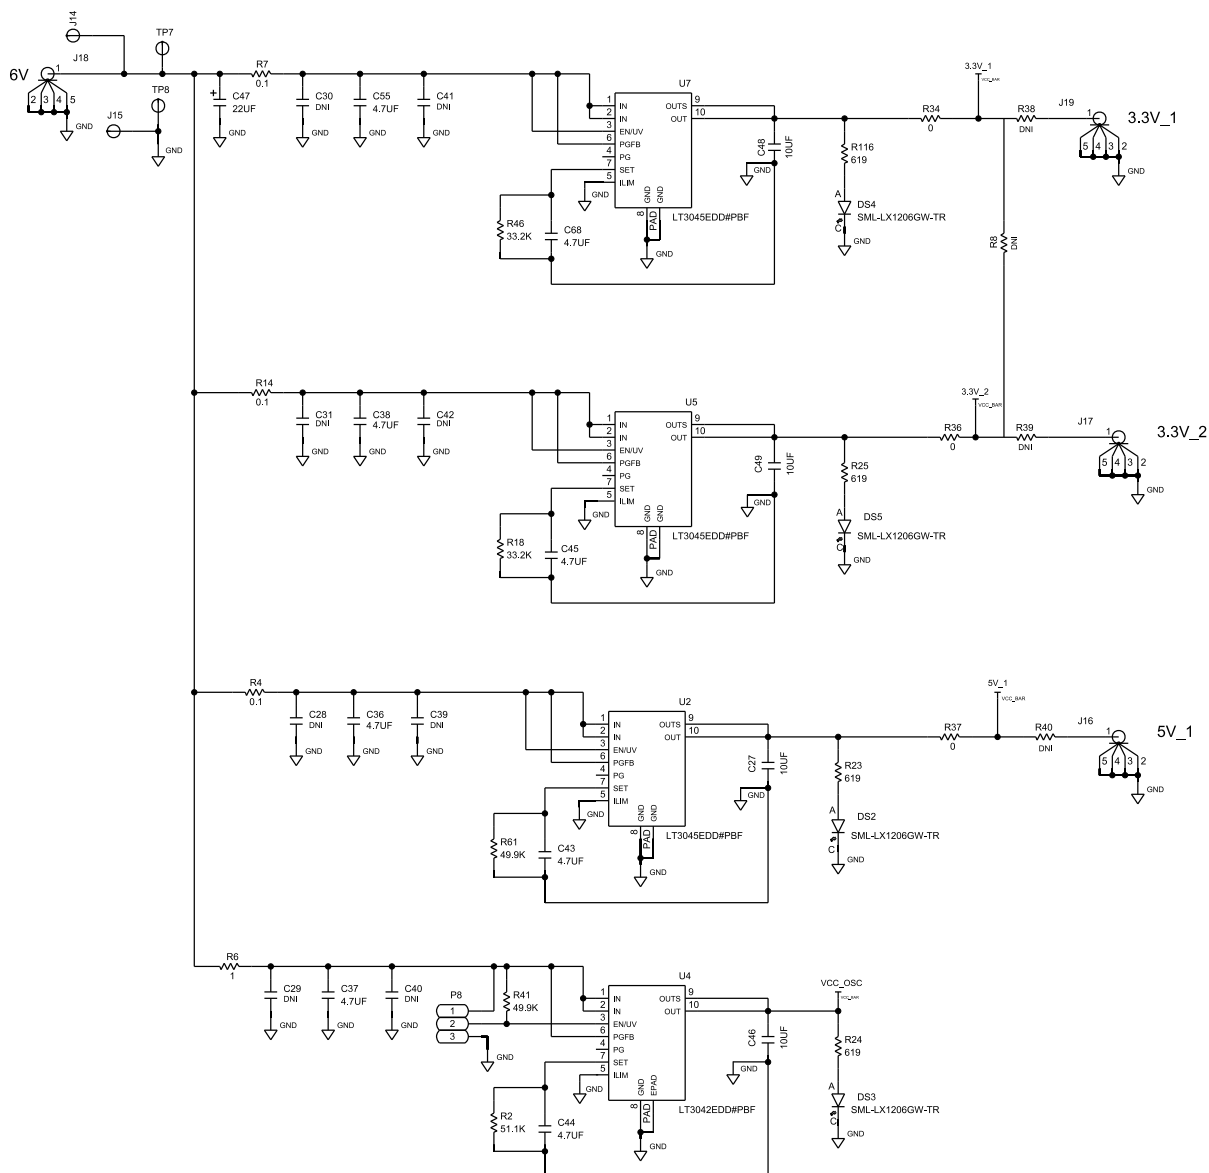 J14
TP7
J18
6V
1
2
3
4
5
GND
J15
TP8
GND
C47
22UF
GND
R7
0.1
C30
DNI
GND
C55
4.7UF
GND
C41
DNI
GND
U7
1 IN
2 IN
3 EN/UV
6 PGFB
4 PG
7 SET
5 ILIM
OUTS 9
OUT 10
GND
GND
8
PAD
GND
GND
LT3045EDD#PBF
R46
33.2K
C68
4.7UF
C48
10UF
GND
R116
619
A
DS4
SML-LX1206GW-TR
C
GND
R34
0
3.3V_1
VCC_BAR
R38
DNI
J19
1
5 4 3 2
GND
3.3V_1
R8
DNI
R14
0.1
C31
DNI
GND
C38
4.7UF
GND
C42
DNI
GND
U5
1 IN
2 IN
3 EN/UV
6 PGFB
4 PG
7 SET
5 ILIM
OUTS 9
OUT 10
GND
GND
8
PAD
GND
GND
LT3045EDD#PBF
R18
33.2K
C45
4.7UF
C49
10UF
GND
R25
619
A
DS5
SML-LX1206GW-TR
C
GND
R36
0
3.3V_2
VCC_BAR
R39
DNI
J17
1
5 4 3 2
GND
3.3V_2
R4
0.1
C28
DNI
GND
C36
4.7UF
GND
C39
DNI
GND
U2
1 IN
2 IN
3 EN/UV
6 PGFB
4 PG
7 SET
5 ILIM
OUTS 9
OUT 10
GND
GND
8
PAD
GND
GND
LT3045EDD#PBF
R61
49.9K
C43
4.7UF
C27
10UF
GND
R23
619
A
DS2
SML-LX1206GW-TR
C
GND
R37
0
5V_1
VCC_BAR
R40
DNI
J16
1
5 4 3 2
GND
5V_1
R6
1
C29
DNI
GND
C37
4.7UF
GND
C40
DNI
GND
P8
1
2
3
GND
R41
49.9K
U4
1 IN
2 IN
3 EN/UV
6 PGFB
4 PG
7 SET
5 ILIM
OUTS 9
OUT 10
GND
EPAD
8
PAD
GND
GND
LT3042EDD#PBF
R2
51.1K
C44
4.7UF
C46
10UF
GND
VCC_OSC
VCC_BAR
R24
619
A
DS3
SML-LX1206GW-TR
C
GND